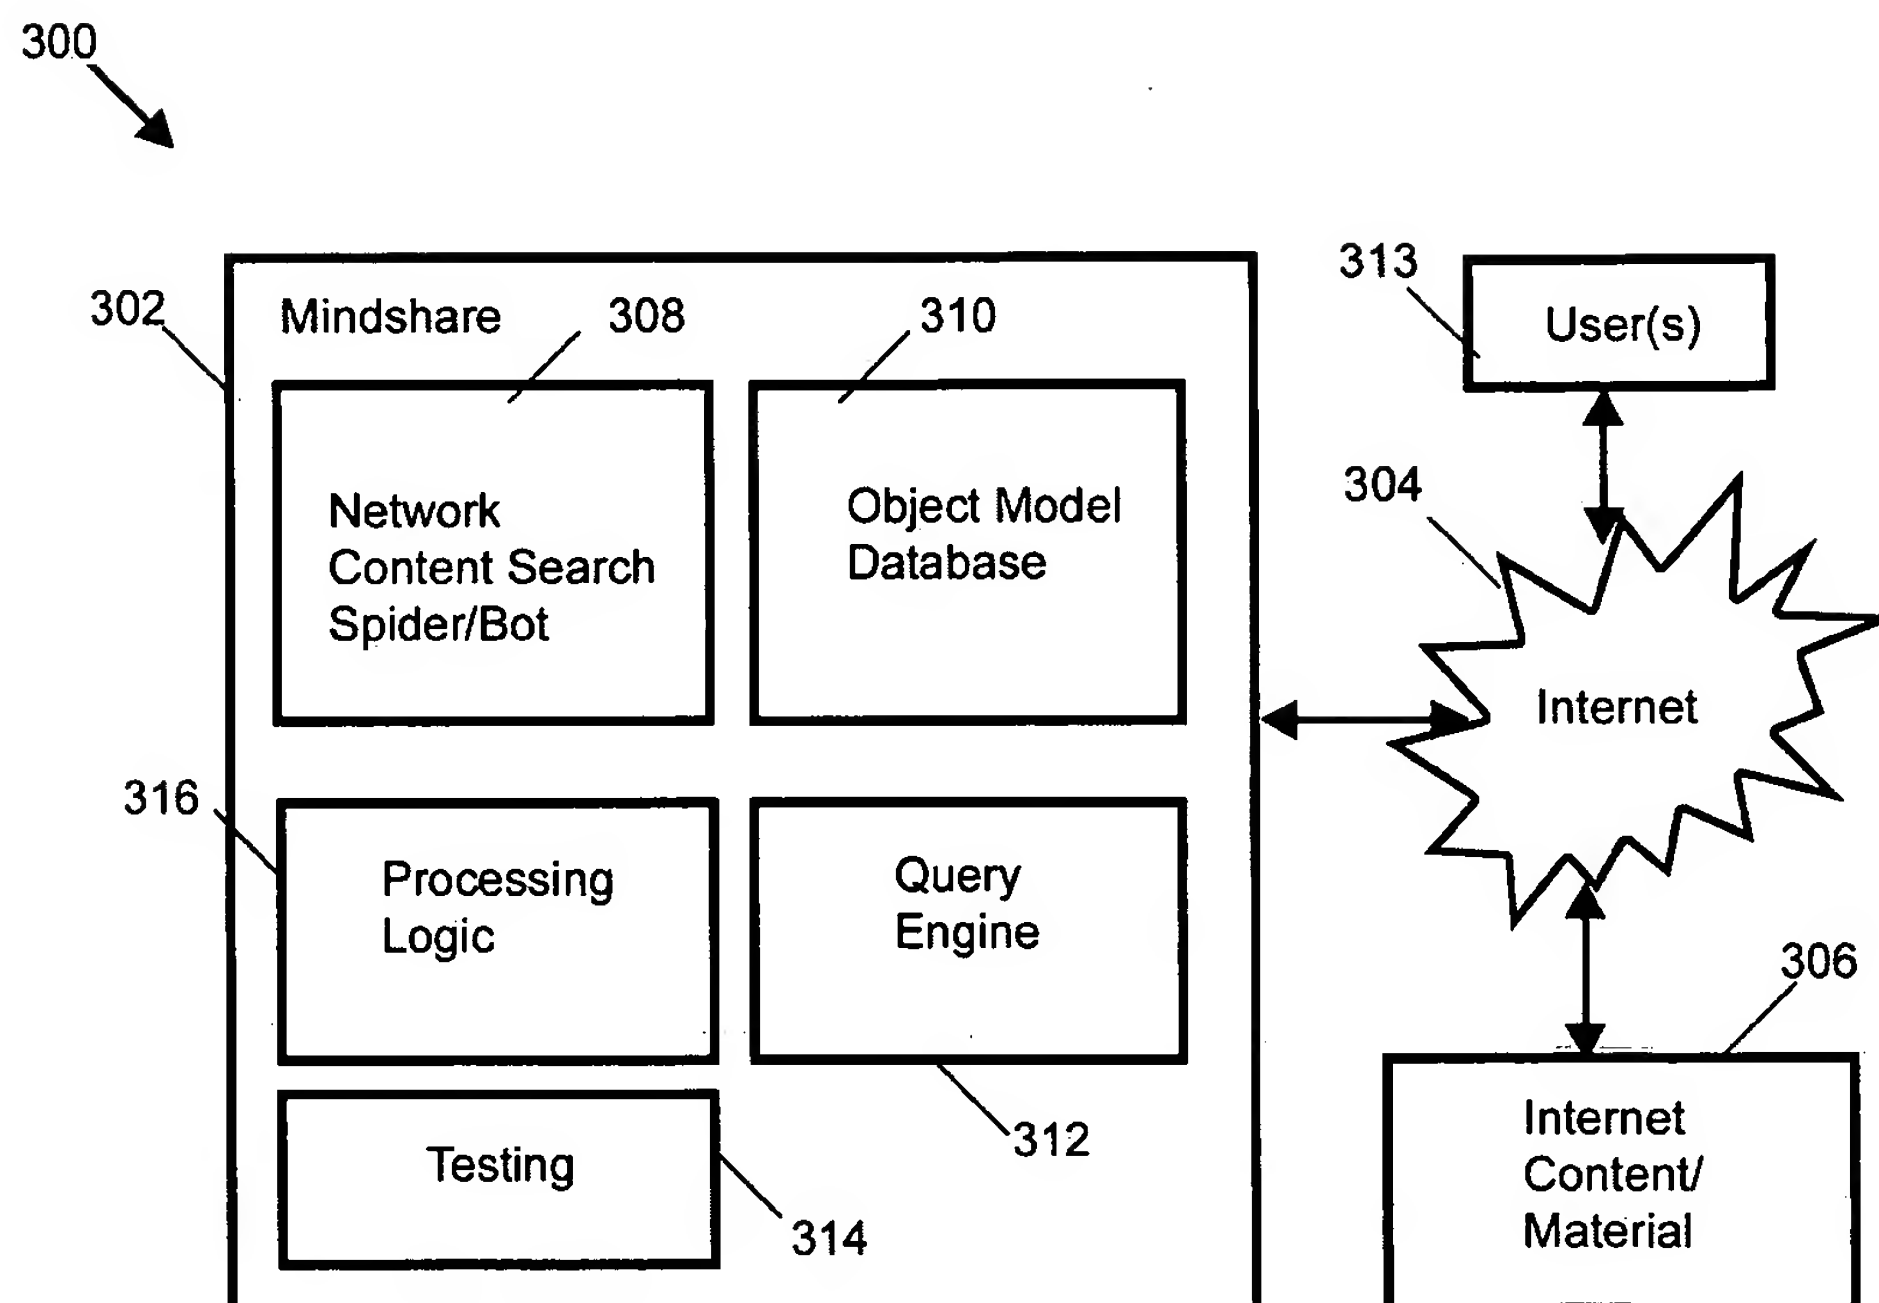 300
302
Mindshare
308
310
Network
Content Search
Spider/Bot
Object Model
Database
316
Processing
Logic
Query
Engine
312
Testing
314
313
User(s)
304
Internet
306
Internet
Content/
Material